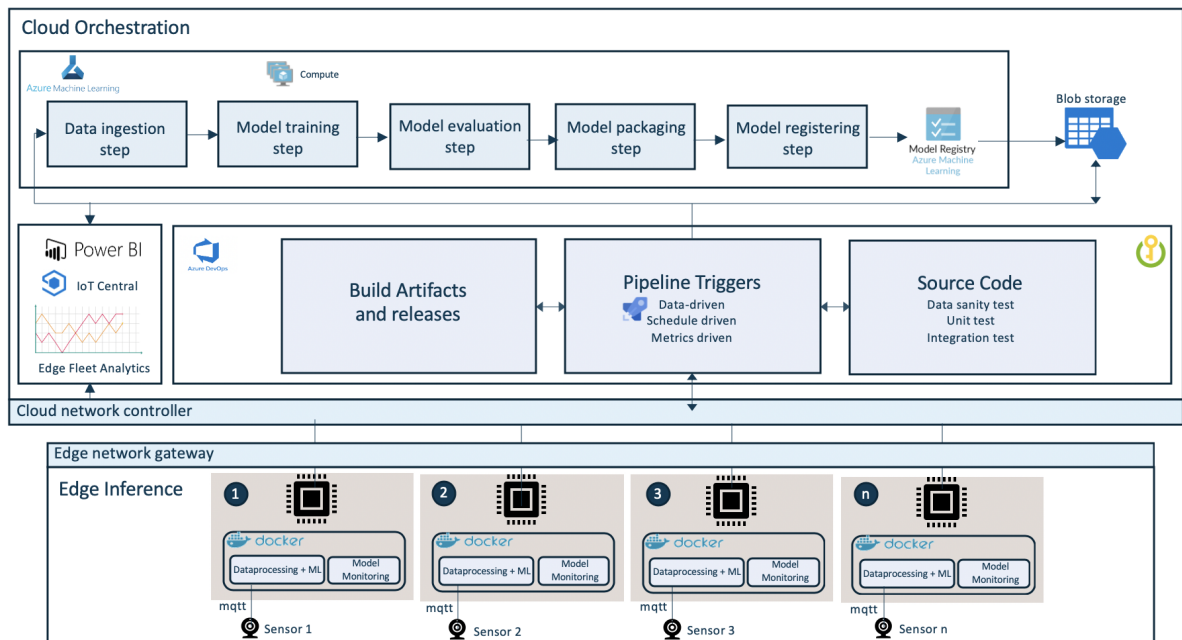 Cloud Orchestration
Azure Machine Learning
Compute
Data ingestion
step
Model training
step
Model evaluation
step
Model packaging
step
Model registering
step
Model Registry
Azure Machine
Learning
Blob storage
Power BI
IoT Central
Edge Fleet Analytics
Azure DevOps
Build Artifacts
and releases
Pipeline Triggers
Data-driven
Schedule driven
Metrics driven
Source Code
Data sanity test
Unit test
Integration test
Cloud network controller
Edge network gateway
Edge Inference
1
docker
Dataprocessing + ML
Model
Monitoring
mqtt
Sensor 1
2
docker
Dataprocessing + ML
Model
Monitoring
mqtt
Sensor 2
3
docker
Dataprocessing + ML
Model
Monitoring
mqtt
Sensor 3
n
docker
Dataprocessing + ML
Model
Monitoring
mqtt
Sensor n